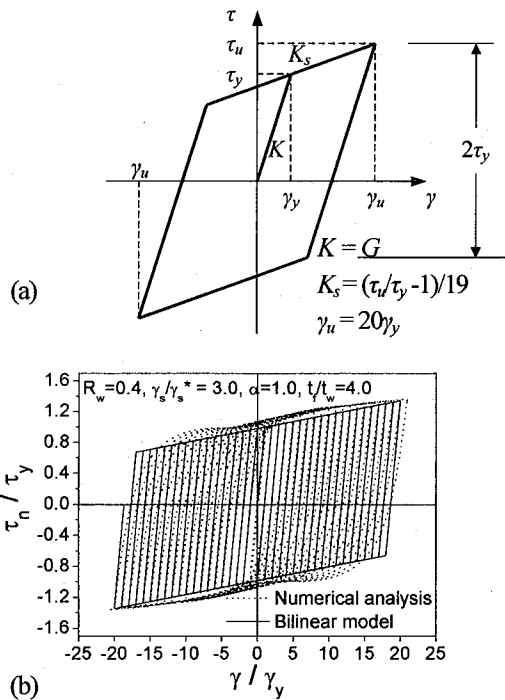 τ
τu
Ks
τy
K
2τy
γu
γy
γu
γ
K = G
Ks = (τu/τy -1)/19
γu = 20γy
(a)
Rw=0.4, γs/γs* = 3.0, α=1.0, tf/tw=4.0
1.6
1.2
0.8
0.4
0.0
-0.4
-0.8
-1.2
-1.6
τn / τy
Numerical analysis
Bilinear model
-25 -20 -15 -10 -5 0 5 10 15 20 25
γ / γy
(b)